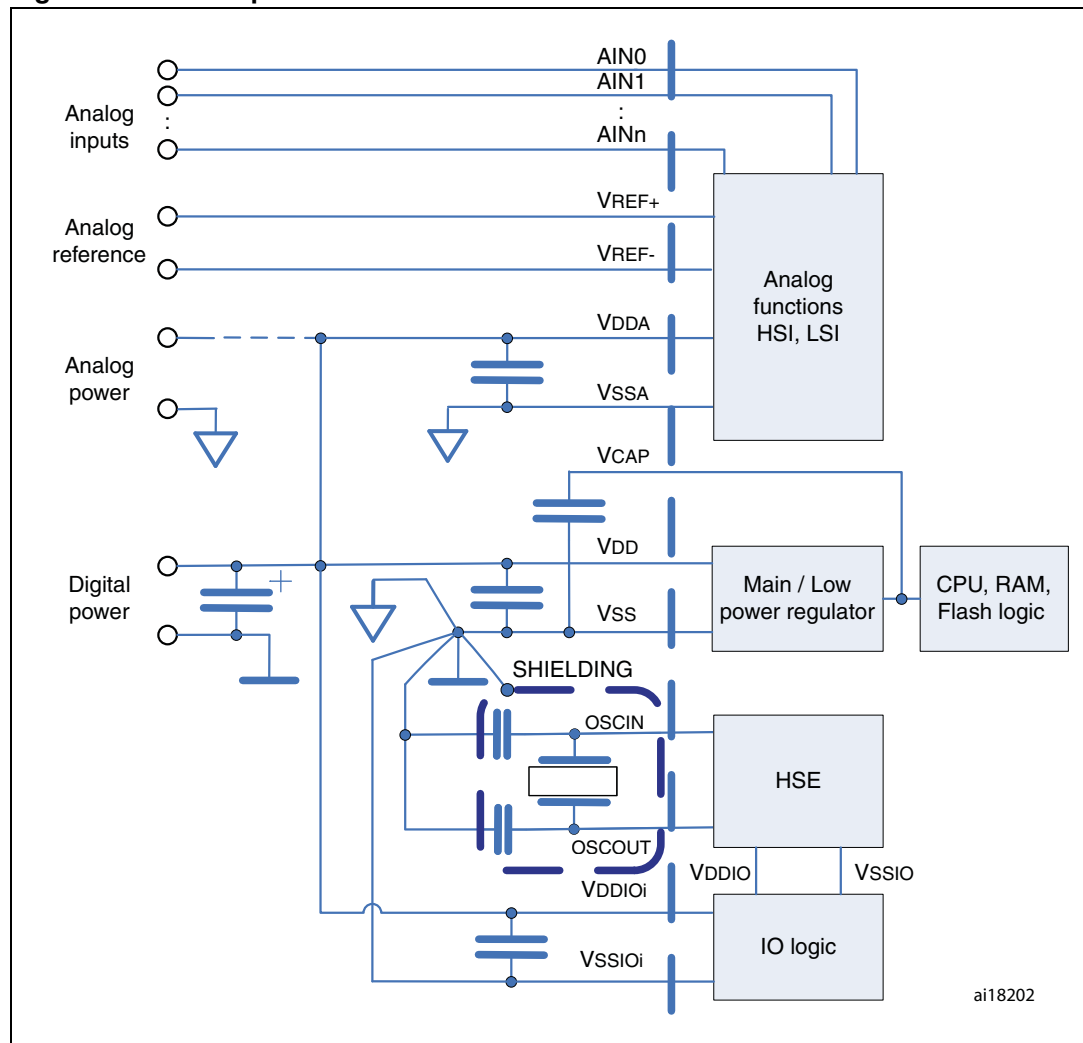 AIN0
AIN1
:
AINn
Analog
inputs
:
VREF+
Analog
reference
VREF-
Analog
functions
HSI, LSI
VDDA
Analog
power
VSSA
VCAP
VDD
Digital
power
+
Main / Low
power regulator
CPU, RAM,
Flash logic
VSS
SHIELDING
OSCIN
HSE
OSCOUT
VDDIO
VSSIO
VDDIOi
IO logic
VSSIOi
ai18202